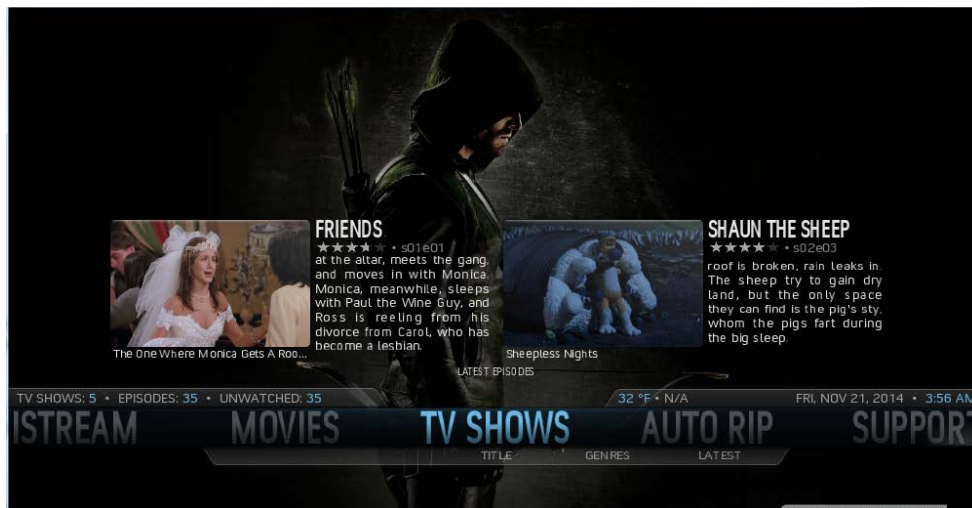 FRIENDS
• s01e01
at the altar, meets the gang,
and moves in with Monica.
Monica, meanwhile, sleeps
with Paul the Wine Guy, and
Ross is reeling from his
divorce from Carol, who has
become a lesbian.
The One Where Monica Gets A Roo...
SHAUN THE SHEEP
• s02e03
roof is broken, rain leaks in.
The sheep try to gain dry
land, but the only space
they can find is the pig's sty,
whom the pigs fart during
the big sleep.
Sheepless Nights
LATEST EPISODES
TV SHOWS: 5 • EPISODES: 35 • UNWATCHED: 35
32 °F • N/A
FRI, NOV 21, 2014 • 3:56 AM
ISTREAM MOVIES TV SHOWS AUTO RIP SUPPORT
TITLE GENRES LATEST